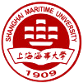 SHANGHAI MARITIME UNIVERSITY
上海海事大学
1909